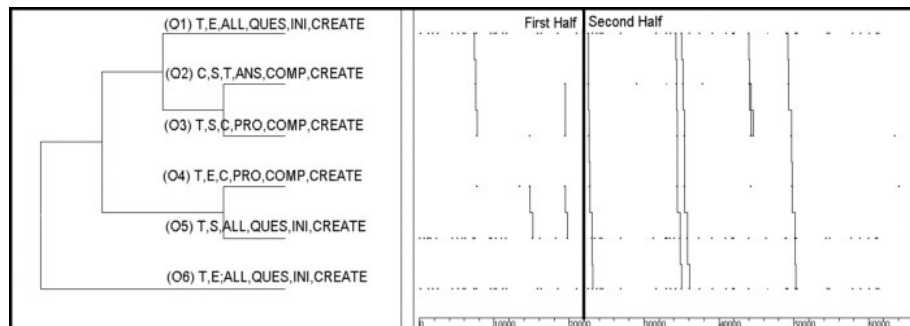 First Half
Second Half
(O1) T,E,ALL,QUES,INI,CREATE
(O2) C,S,T,ANS,COMP,CREATE
(O3) T,S,C,PRO,COMP,CREATE
(O4) T,E,C,PRO,COMP,CREATE
(O5) T,S,ALL,QUES,INI,CREATE
(O6) T,E;ALL,QUES,INI,CREATE
0 10000 20000 30000 40000 50000 60000